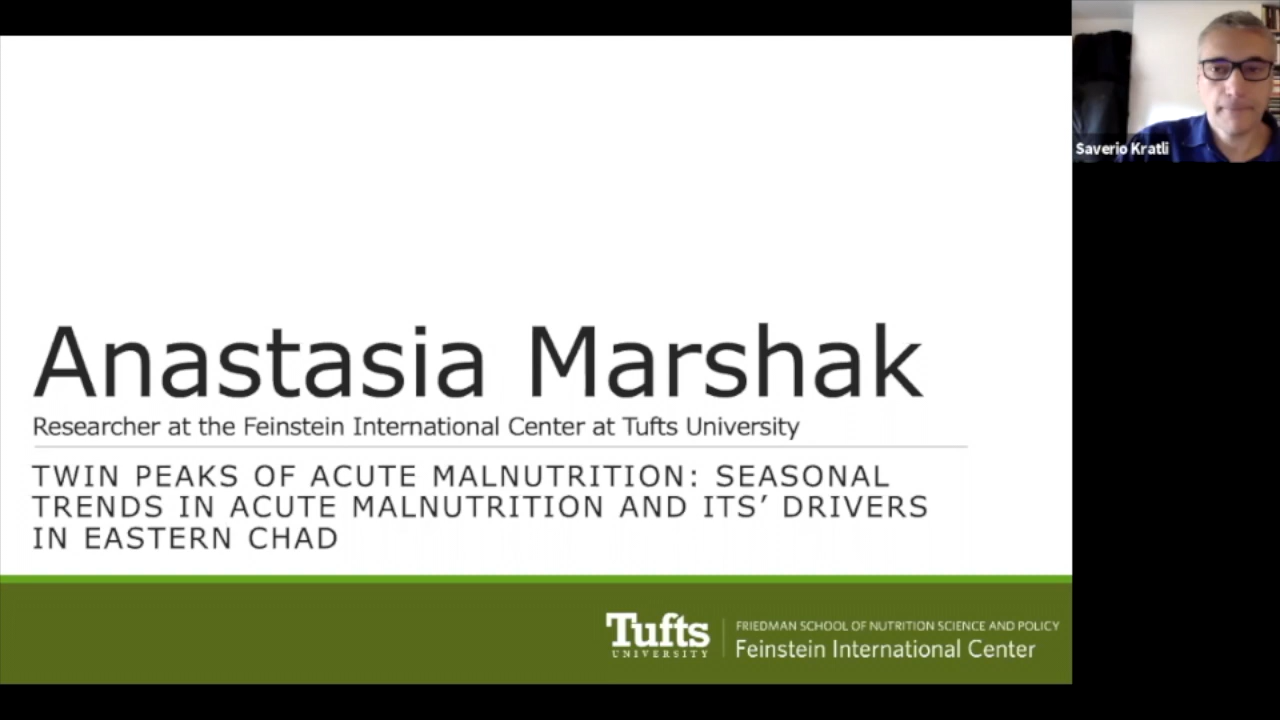 Anastasia Marshak
Researcher at the Feinstein International Center at Tufts University
TWIN PEAKS OF ACUTE MALNUTRITION: SEASONAL
TRENDS IN ACUTE MALNUTRITION AND ITS’ DRIVERS
IN EASTERN CHAD
Tufts
UNIVERSITY
FRIEDMAN SCHOOL OF NUTRITION SCIENCE AND POLICY
Feinstein International Center
Saverio Kratli